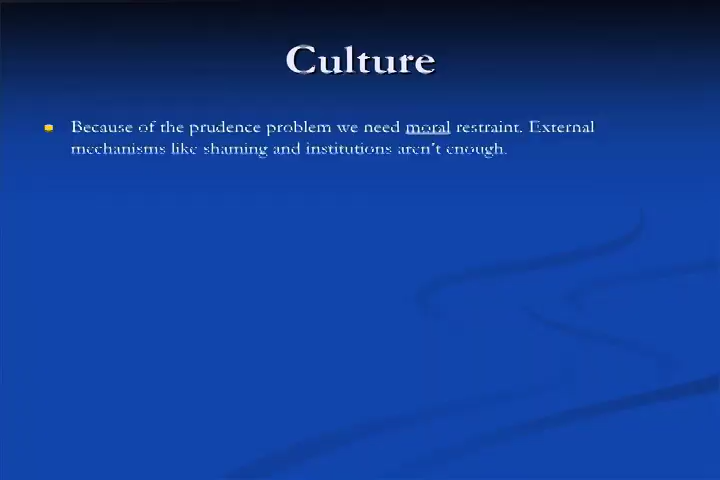 Culture
Because of the prudence problem we need moral restraint. External
mechanisms like shaming and institutions aren't enough.